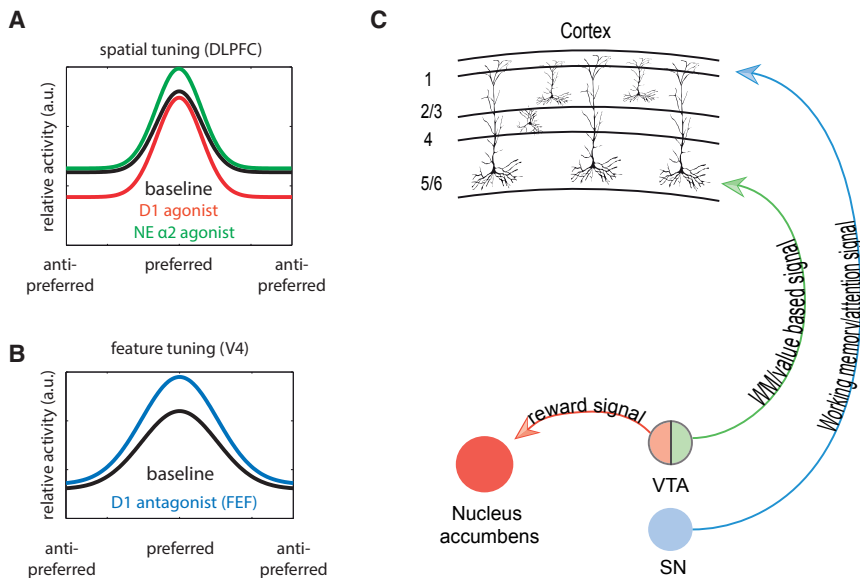 A
spatial tuning (DLPFC)
relative activity (a.u.)
baseline
D1 agonist
NE α2 agonist
anti-
preferred
preferred
anti-
preferred
B
feature tuning (V4)
relative activity (a.u.)
baseline
D1 antagonist (FEF)
anti-
preferred
preferred
anti-
preferred
C
Cortex
1
2/3
4
5/6
WM/value based signal
Working memory/attention signal
reward signal
VTA
Nucleus
accumbens
SN